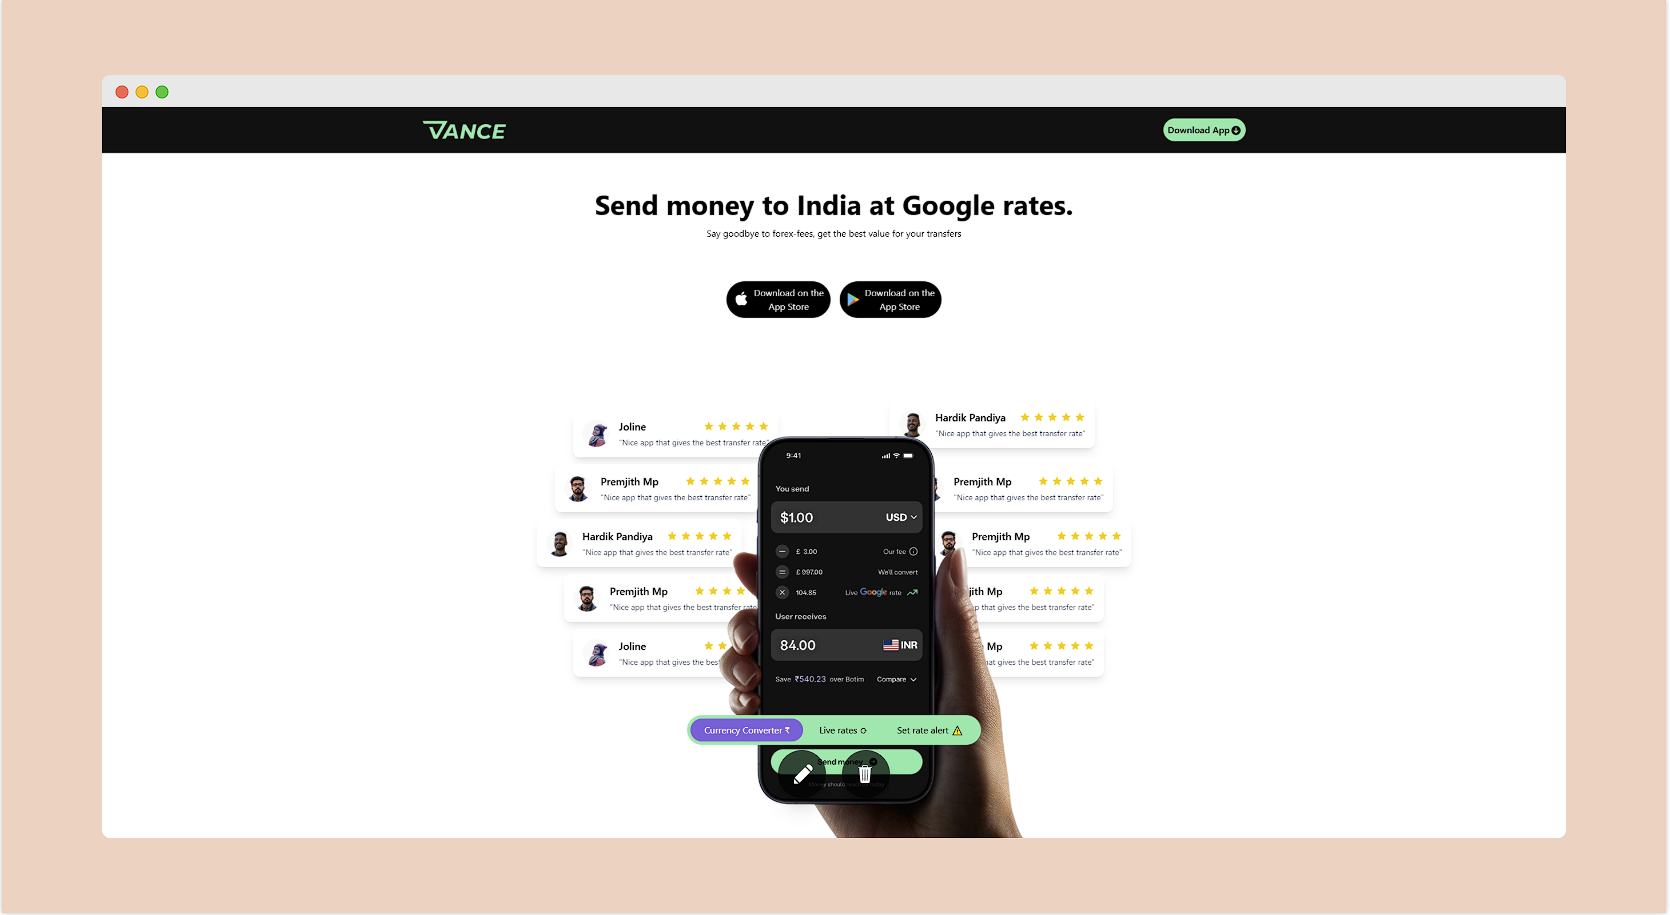 VANCE
Download App
Send money to India at Google rates.
Say goodbye to forex-fees, get the best value for your transfers
Download on the
App Store
Download on the
App Store
Joline
"Nice app that gives the best transfer rate"
Hardik Pandiya
"Nice app that gives the best transfer rate"
Premjith Mp
"Nice app that gives the best transfer rate"
Premjith Mp
"Nice app that gives the best transfer rate"
Hardik Pandiya
"Nice app that gives the best transfer rate"
Premjith Mp
"Nice app that gives the best transfer rate"
Premjith Mp
"Nice app that gives the best transfer rate"
jith Mp
app that gives the best transfer rate"
Joline
"Nice app that gives the bes
Mp
that gives the best transfer rate"
9:41
You send
$1.00 USD
− £ 3.00 Our fee
= £ 997.00 We'll convert
× 104.85 Live Google rate
User receives
84.00 INR
Save ₹540.23 over Botim Compare
Currency Converter ₹ Live rates Set rate alert
Send money